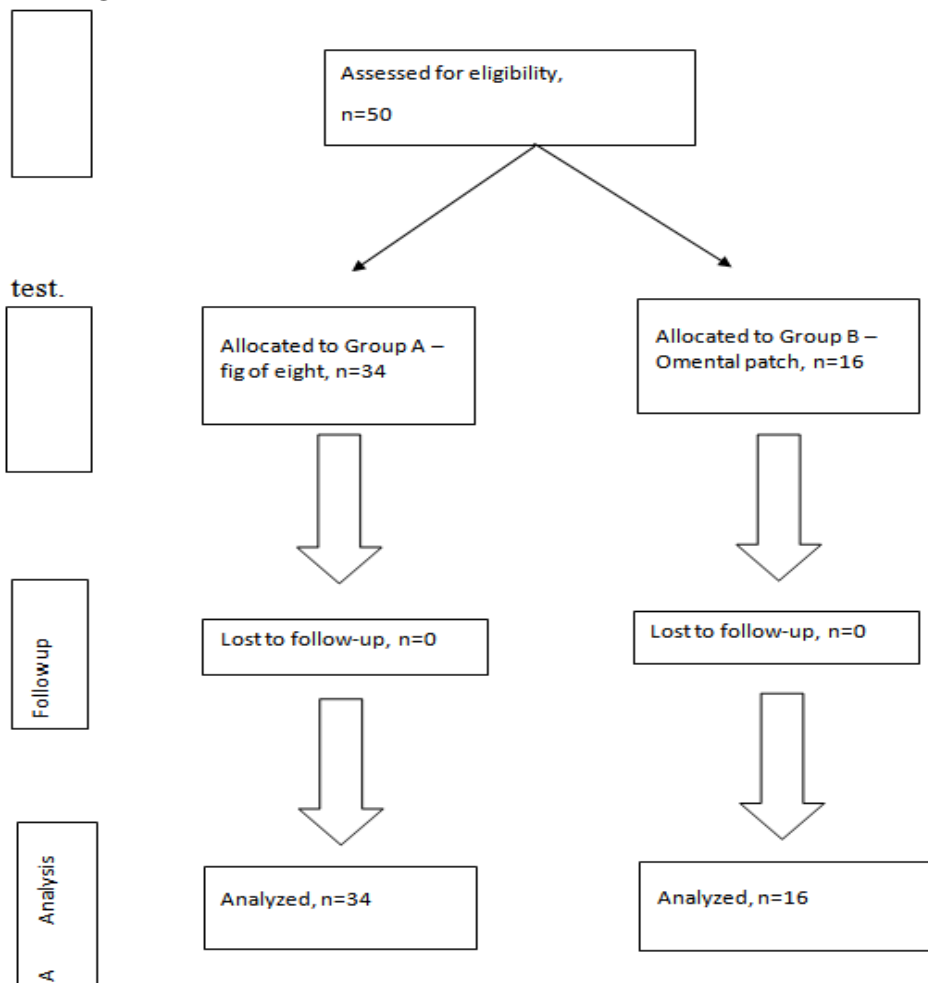 Assessed for eligibility,
n=50
test.
Allocated to Group A –
fig of eight, n=34
Allocated to Group B –
Omental patch, n=16
Follow up
Lost to follow-up, n=0
Lost to follow-up, n=0
A Analysis
Analyzed, n=34
Analyzed, n=16